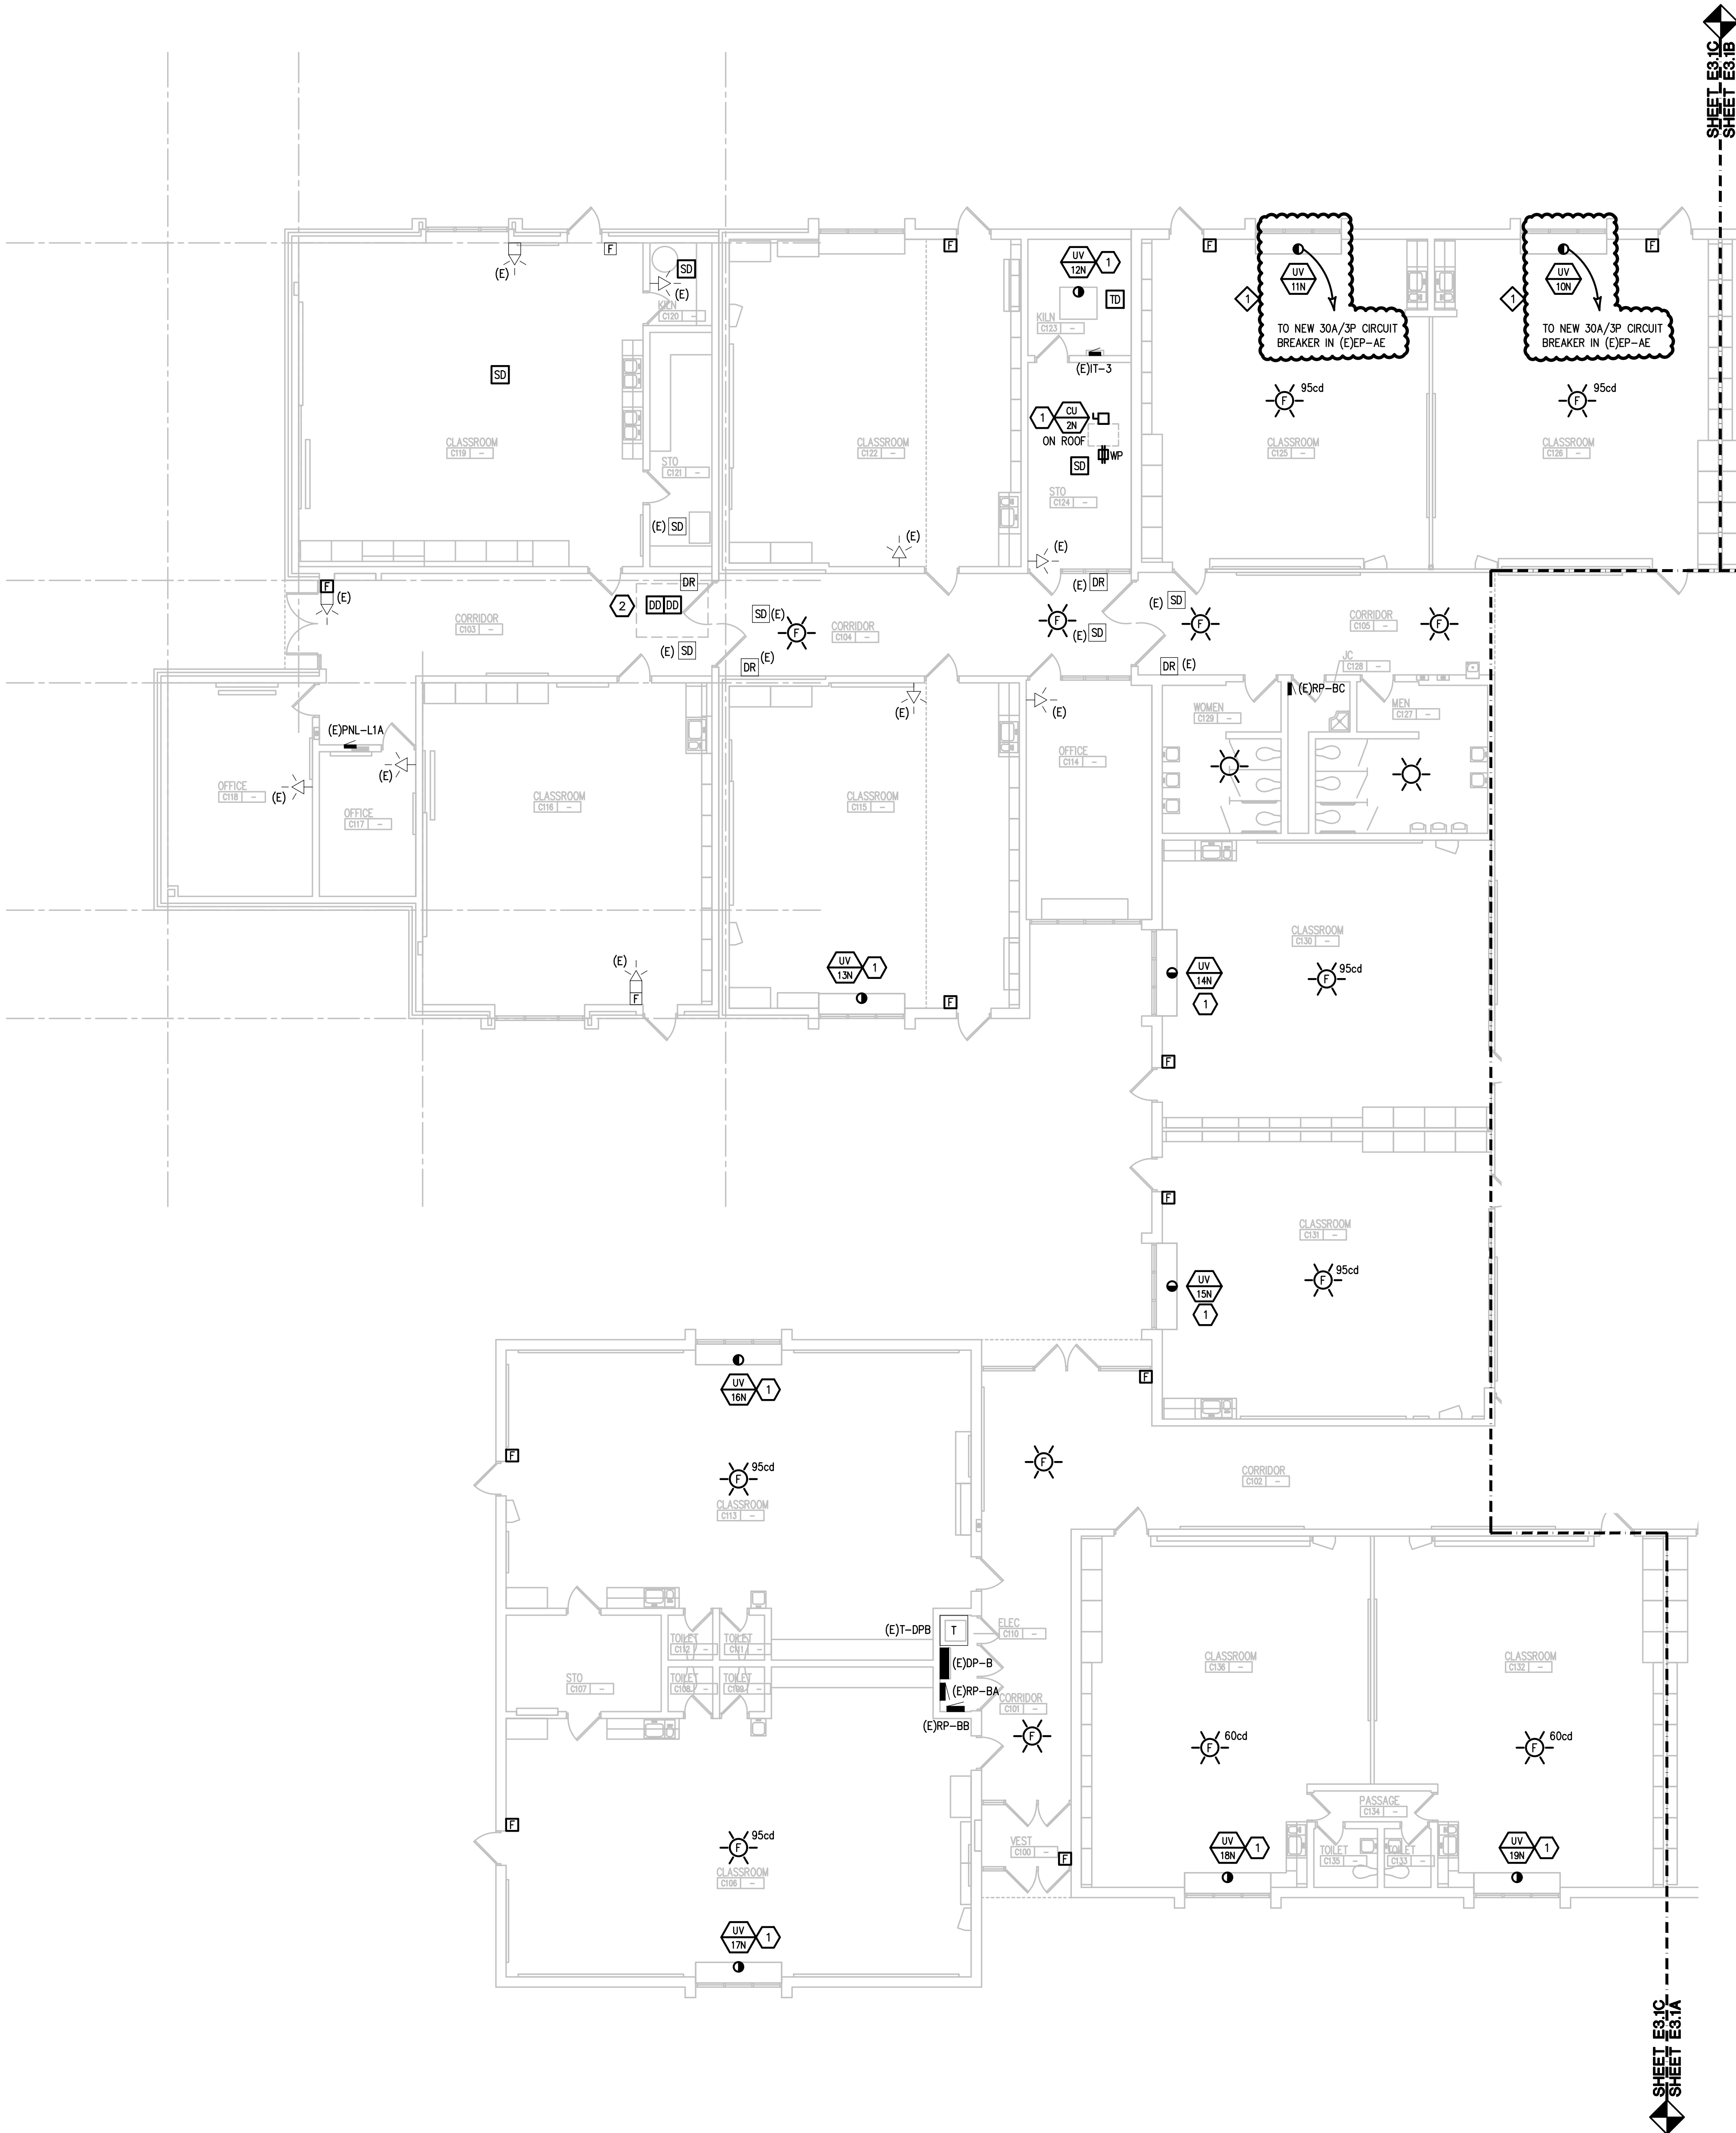 SHEET E3.1C
SHEET E3.1B
F
(E)
SD
(E)
KILN
C120 -
SD
CLASSROOM
C119 -
STO
C121 -
(E) SD
F
CLASSROOM
C122 -
(E)
UV
12N
1
TD
KILN
C123 -
(E)IT-3
1
CU
2N
ON ROOF
WP
SD
STO
C124 -
(E)
F
UV
11N
1
TO NEW 30A/3P CIRCUIT
BREAKER IN (E)EP-AE
F 95cd
CLASSROOM
C125 -
F
UV
10N
1
TO NEW 30A/3P CIRCUIT
BREAKER IN (E)EP-AE
F 95cd
CLASSROOM
C126 -
F
(E)
CORRIDOR
C103 -
2
DD DD
DR
(E) SD
SD (E)
F
DR (E)
CORRIDOR
C104 -
F
(E) DR
(E) SD
(E) SD
F
DR (E)
CORRIDOR
C105 -
F
JC
C128 -
(E)RP-BC
WOMEN
C129 -
MEN
C127 -
(E)PNL-L1A
OFFICE
C118 -
(E)
OFFICE
C117 -
(E)
CLASSROOM
C116 -
(E)
F
(E)
CLASSROOM
C115 -
UV
13N
1
F
(E)
OFFICE
C114 -
CLASSROOM
C130 -
F 95cd
UV
14N
1
F
F
CLASSROOM
C131 -
F 95cd
UV
15N
1
F
UV
16N
1
F
F 95cd
CLASSROOM
C113 -
F
CORRIDOR
C102 -
STO
C107 -
TOILET
C112 -
TOILET
C111 -
TOILET
C108 -
TOILET
C109 -
(E)T-DPB
T
ELEC
C110 -
(E)DP-B
(E)RP-BA
(E)RP-BB
CORRIDOR
C101 -
F
CLASSROOM
C136 -
F 60cd
CLASSROOM
C132 -
F 60cd
PASSAGE
C134 -
TOILET
C135 -
TOILET
C133 -
UV
18N
1
UV
19N
1
F
F 95cd
CLASSROOM
C106 -
VEST
C100 -
F
UV
17N
1
SHEET E3.1C
SHEET E3.1A